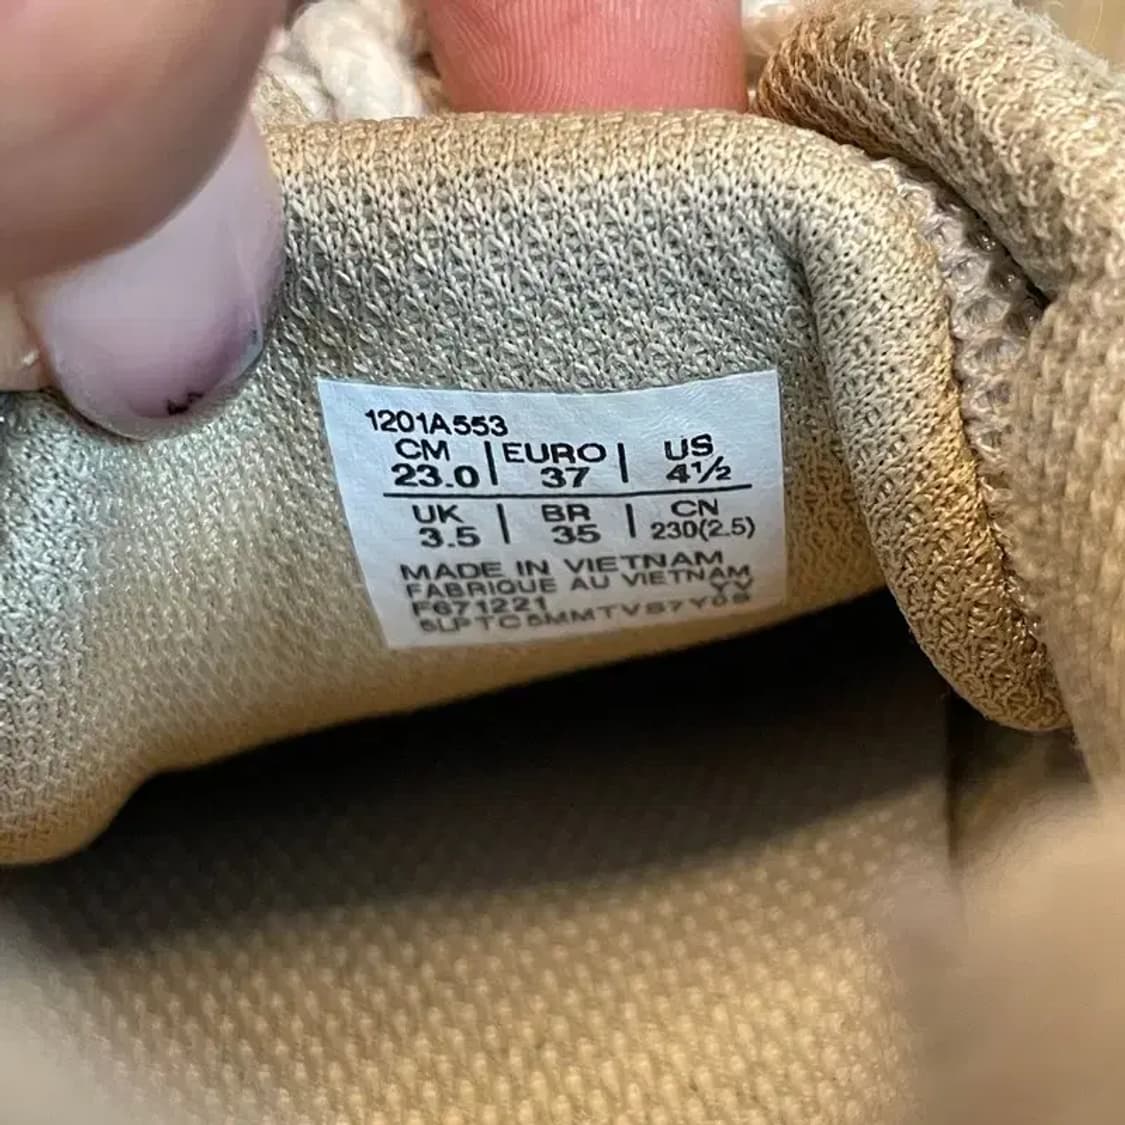 1201A553
CM | EURO | US
23.0 | 37 | 4½
UK | BR | CN
3.5 | 35 | 230(2.5)
MADE IN VIETNAM
FABRIQUE AU VIETNAM
F671221 YY